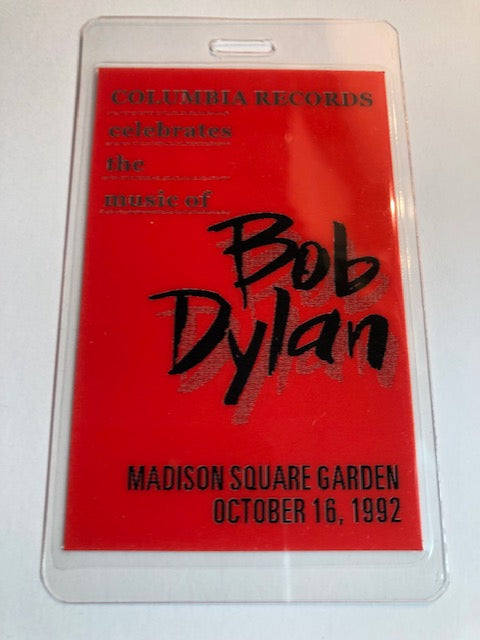 COLUMBIA RECORDS
celebrates
the
music of
Bob
Dylan
MADISON SQUARE GARDEN
OCTOBER 16, 1992